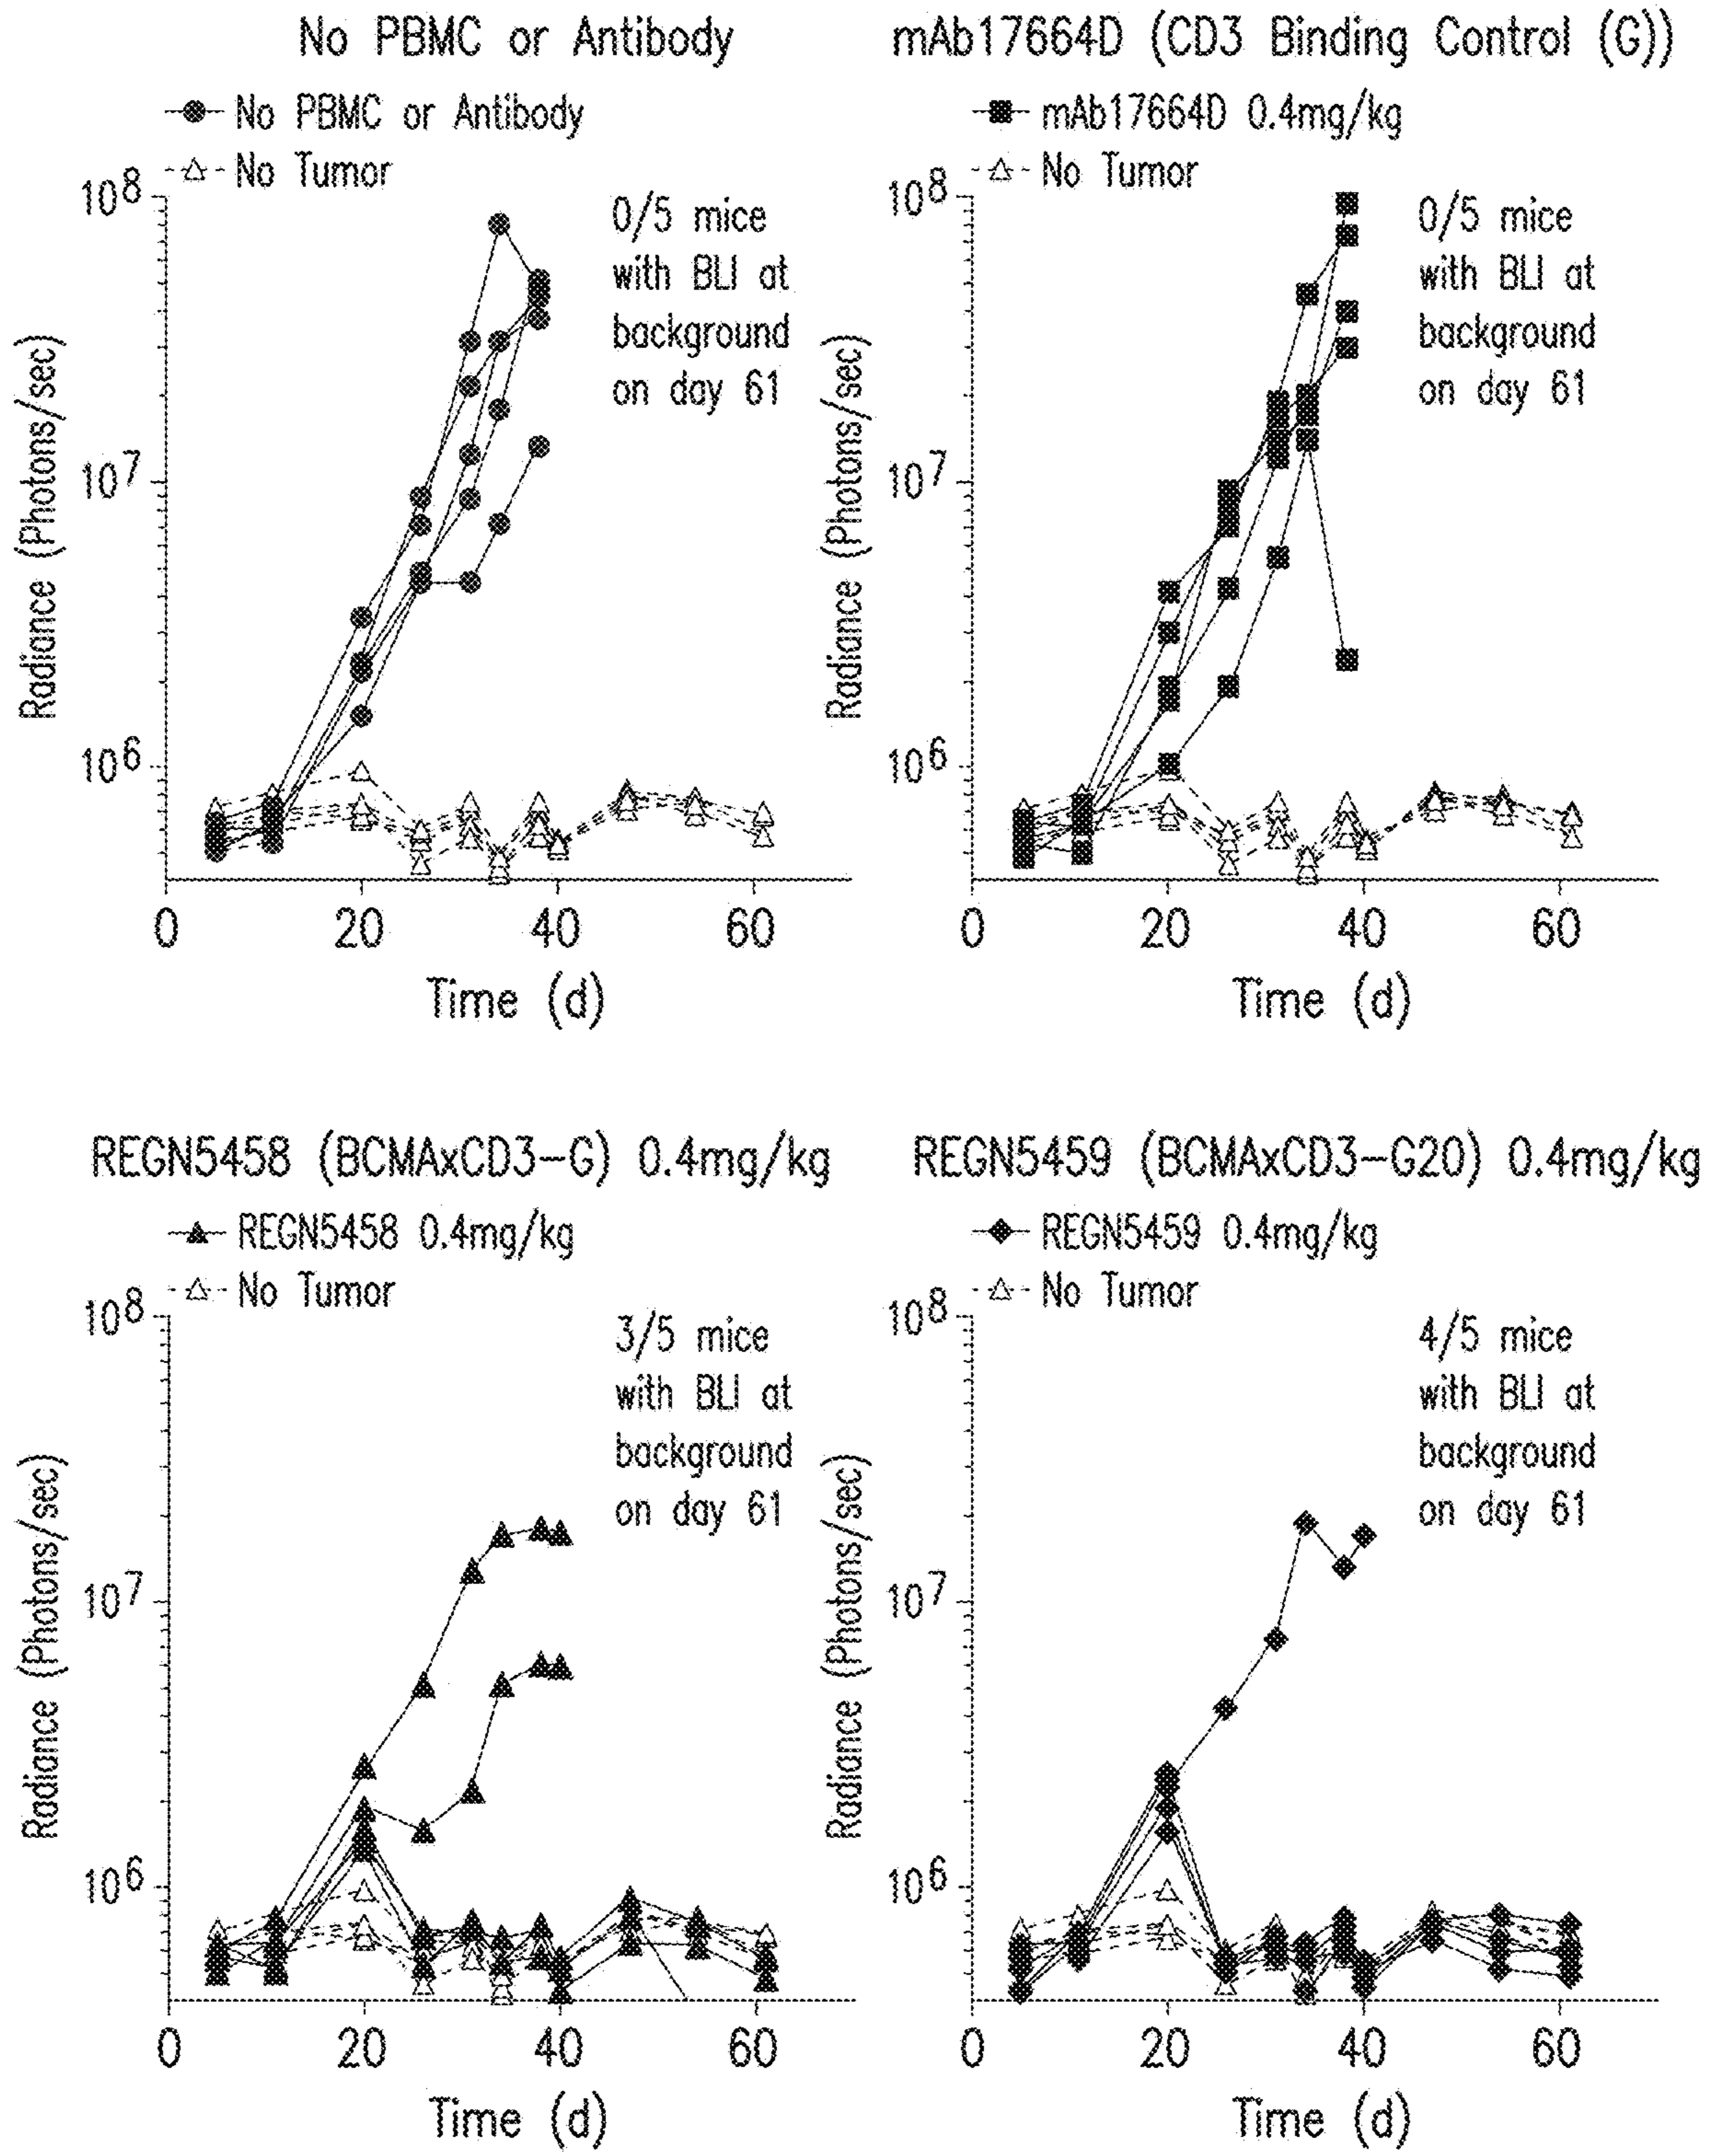 No PBMC or Antibody
No PBMC or Antibody
No Tumor
10^8
10^7
10^6
0/5 mice
with BLI at
background
on day 61
Radiance (Photons/sec)
0 20 40 60
Time (d)
mAb17664D (CD3 Binding Control (G))
mAb17664D 0.4mg/kg
No Tumor
10^8
10^7
10^6
0/5 mice
with BLI at
background
on day 61
Radiance (Photons/sec)
0 20 40 60
Time (d)
REGN5458 (BCMAxCD3-G) 0.4mg/kg
REGN5458 0.4mg/kg
No Tumor
10^8
10^7
10^6
3/5 mice
with BLI at
background
on day 61
Radiance (Photons/sec)
0 20 40 60
Time (d)
REGN5459 (BCMAxCD3-G20) 0.4mg/kg
REGN5459 0.4mg/kg
No Tumor
10^8
10^7
10^6
4/5 mice
with BLI at
background
on day 61
Radiance (Photons/sec)
0 20 40 60
Time (d)